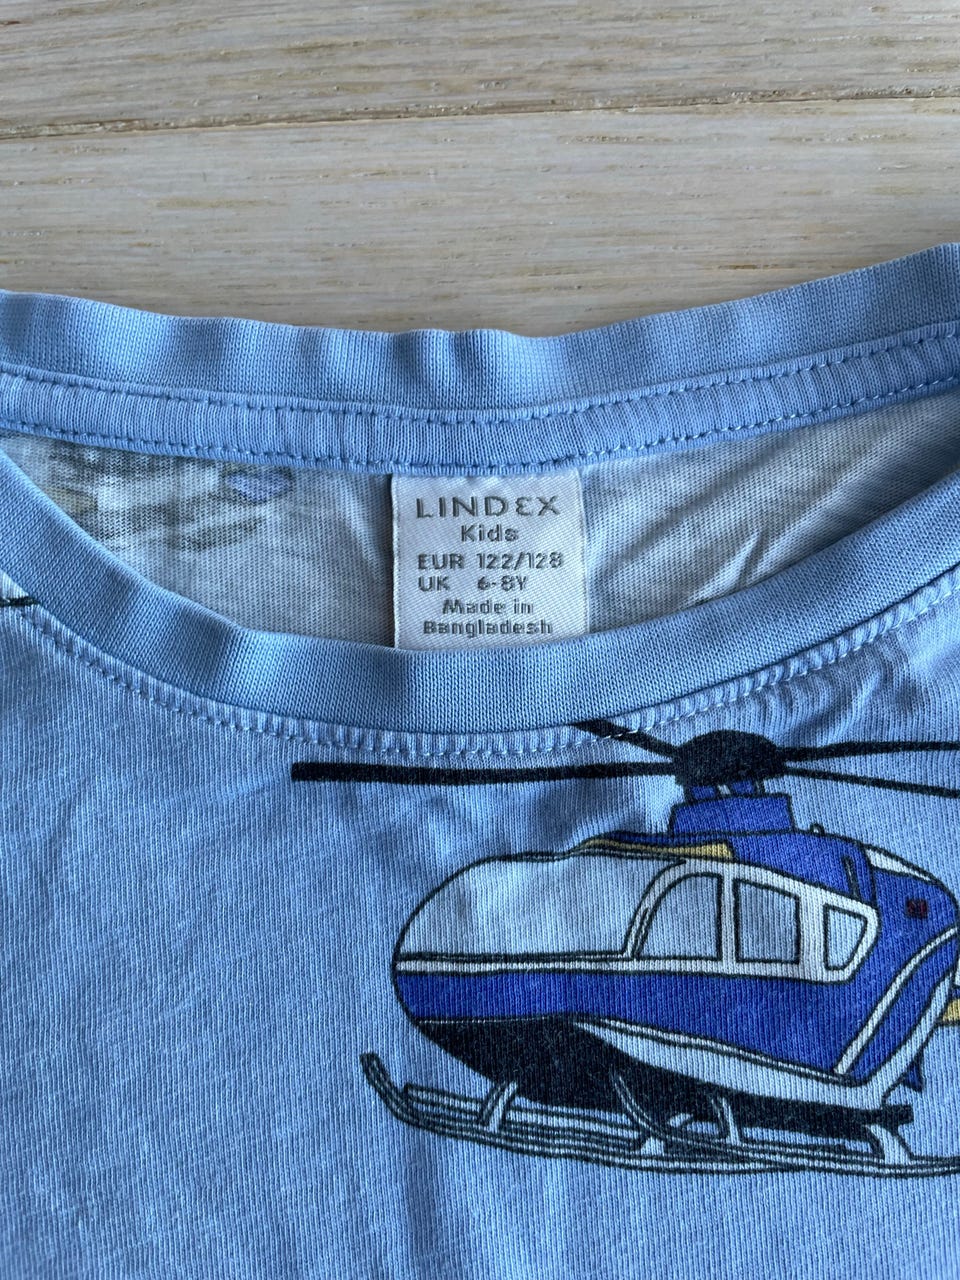 LINDEX
Kids
EUR 122/128
UK 6-8Y
Made in
Bangladesh